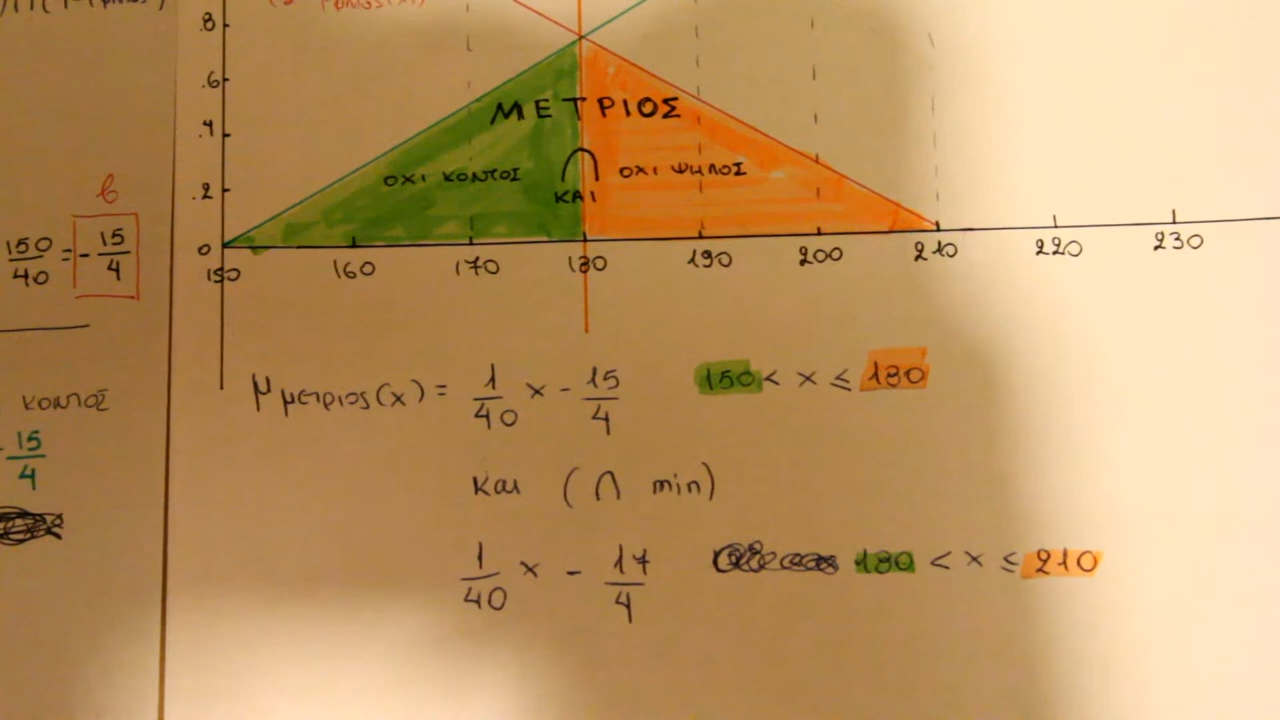 .8
.6
.4
.2
0
ΜΕΤΡΙΟΣ
ΟΧΙ ΚΟΝΤΟΣ ∩ ΟΧΙ ΨΗΛΟΣ
ΚΑΙ
150 160 170 180 190 200 210 220 230
б
150/40 = -15/4
ΚΟΝΤΟΣ
15/4
μ μετριος(x) = 1/40 x - 15/4 150 < x ≤ 180
και (∩ min)
1/40 x - 17/4 180 < x ≤ 210